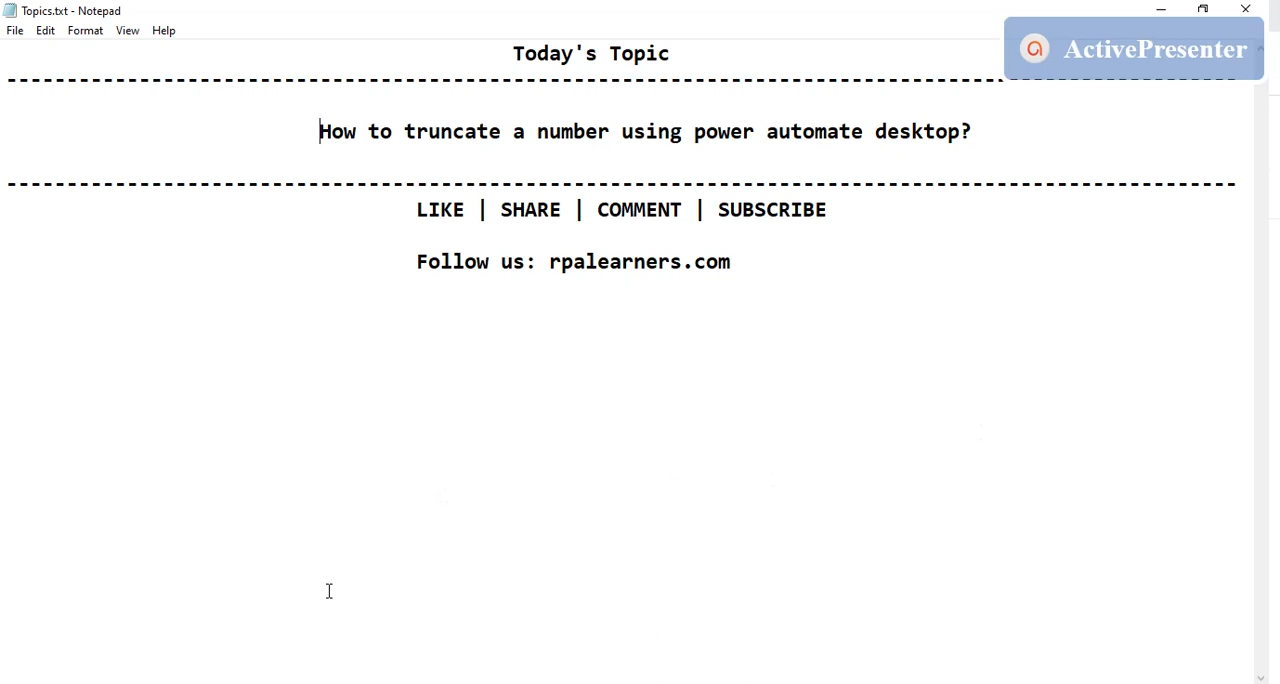 Topics.txt - Notepad
File Edit Format View Help
ActivePresenter
Today's Topic
------------------------------------------------------------------------------------------------------
How to truncate a number using power automate desktop?
------------------------------------------------------------------------------------------------------
LIKE | SHARE | COMMENT | SUBSCRIBE
Follow us: rpalearners.com